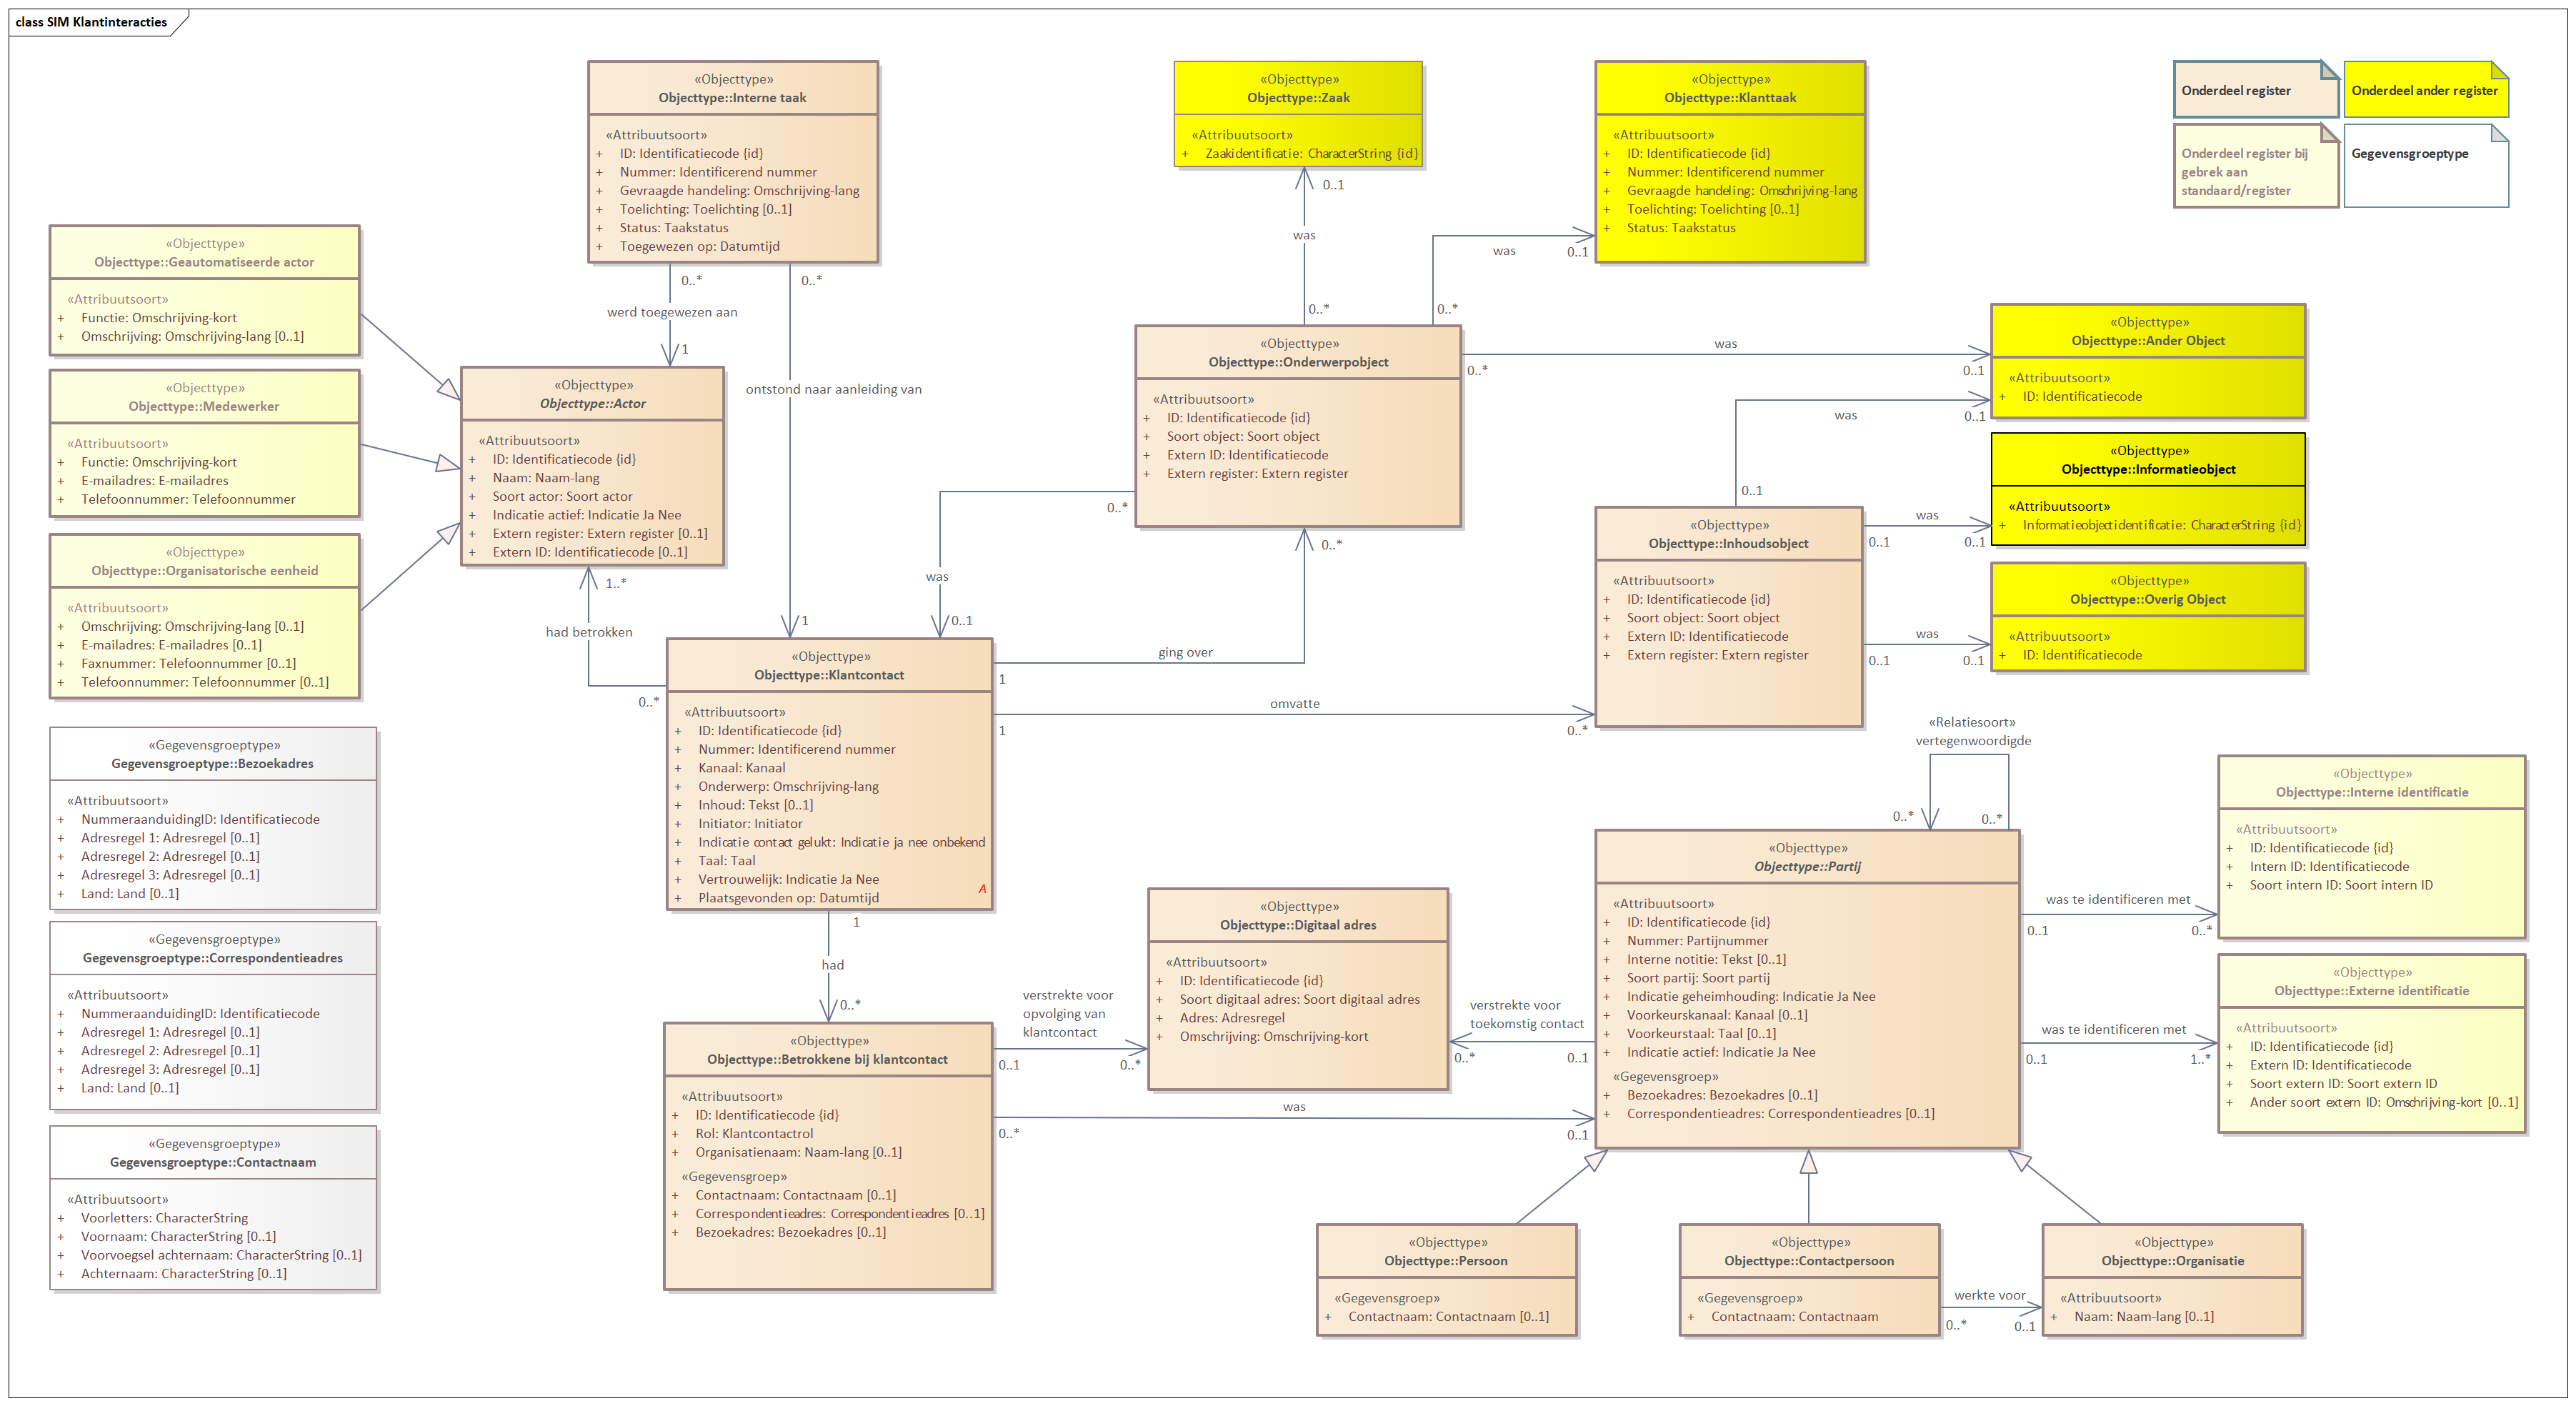 class SIM Klantinteracties
«Objecttype»
Objecttype::Interne taak
«Attribuutsoort»
+ ID: Identificatiecode {id}
+ Nummer: Identificerend nummer
+ Gevraagde handeling: Omschrijving-lang
+ Toelichting: Toelichting [0..1]
+ Status: Taakstatus
+ Toegewezen op: Datumtijd
«Objecttype»
Objecttype::Zaak
«Attribuutsoort»
+ Zaakidentificatie: CharacterString {id}
«Objecttype»
Objecttype::Klanttaak
«Attribuutsoort»
+ ID: Identificatiecode {id}
+ Nummer: Identificerend nummer
+ Gevraagde handeling: Omschrijving-lang
+ Toelichting: Toelichting [0..1]
+ Status: Taakstatus
Onderdeel register
Onderdeel ander register
Onderdeel register bij
gebrek aan
standaard/register
Gegevensgroeptype
«Objecttype»
Objecttype::Geautomatiseerde actor
«Attribuutsoort»
+ Functie: Omschrijving-kort
+ Omschrijving: Omschrijving-lang [0..1]
«Objecttype»
Objecttype::Medewerker
«Attribuutsoort»
+ Functie: Omschrijving-kort
+ E-mailadres: E-mailadres
+ Telefoonnummer: Telefoonnummer
«Objecttype»
Objecttype::Organisatorische eenheid
«Attribuutsoort»
+ Omschrijving: Omschrijving-lang [0..1]
+ E-mailadres: E-mailadres [0..1]
+ Faxnummer: Telefoonnummer [0..1]
+ Telefoonnummer: Telefoonnummer [0..1]
0..*
0..*
werd toegewezen aan
1
ontstond naar aanleiding van
1
«Objecttype»
Objecttype::Actor
«Attribuutsoort»
+ ID: Identificatiecode {id}
+ Naam: Naam-lang
+ Soort actor: Soort actor
+ Indicatie actief: Indicatie Ja Nee
+ Extern register: Extern register [0..1]
+ Extern ID: Identificatiecode [0..1]
1..*
had betrokken
0..*
0..1
was
0..*
was
0..1
0..*
«Objecttype»
Objecttype::Onderwerpobject
«Attribuutsoort»
+ ID: Identificatiecode {id}
+ Soort object: Soort object
+ Extern ID: Identificatiecode
+ Extern register: Extern register
was
0..*
0..1
0..*
was
0..1
0..*
ging over
1
«Objecttype»
Objecttype::Ander Object
«Attribuutsoort»
+ ID: Identificatiecode
was
0..1
0..1
«Objecttype»
Objecttype::Informatieobject
«Attribuutsoort»
+ Informatieobjectidentificatie: CharacterString {id}
«Objecttype»
Objecttype::Inhoudsobject
«Attribuutsoort»
+ ID: Identificatiecode {id}
+ Soort object: Soort object
+ Extern ID: Identificatiecode
+ Extern register: Extern register
was
0..1
0..1
«Objecttype»
Objecttype::Overig Object
«Attribuutsoort»
+ ID: Identificatiecode
was
0..1
0..1
omvatte
1
0..*
«Objecttype»
Objecttype::Klantcontact
«Attribuutsoort»
+ ID: Identificatiecode {id}
+ Nummer: Identificerend nummer
+ Kanaal: Kanaal
+ Onderwerp: Omschrijving-lang
+ Inhoud: Tekst [0..1]
+ Initiator: Initiator
+ Indicatie contact gelukt: Indicatie ja nee onbekend
+ Taal: Taal
+ Vertrouwelijk: Indicatie Ja Nee
+ Plaatsgevonden op: Datumtijd
A
1
had
0..*
«Gegevensgroeptype»
Gegevensgroeptype::Bezoekadres
«Attribuutsoort»
+ NummeraanduidingID: Identificatiecode
+ Adresregel 1: Adresregel [0..1]
+ Adresregel 2: Adresregel [0..1]
+ Adresregel 3: Adresregel [0..1]
+ Land: Land [0..1]
«Gegevensgroeptype»
Gegevensgroeptype::Correspondentieadres
«Attribuutsoort»
+ NummeraanduidingID: Identificatiecode
+ Adresregel 1: Adresregel [0..1]
+ Adresregel 2: Adresregel [0..1]
+ Adresregel 3: Adresregel [0..1]
+ Land: Land [0..1]
«Gegevensgroeptype»
Gegevensgroeptype::Contactnaam
«Attribuutsoort»
+ Voorletters: CharacterString
+ Voornaam: CharacterString [0..1]
+ Voorvoegsel achternaam: CharacterString [0..1]
+ Achternaam: CharacterString [0..1]
«Objecttype»
Objecttype::Betrokkene bij klantcontact
«Attribuutsoort»
+ ID: Identificatiecode {id}
+ Rol: Klantcontactrol
+ Organisatienaam: Naam-lang [0..1]
«Gegevensgroep»
+ Contactnaam: Contactnaam [0..1]
+ Correspondentieadres: Correspondentieadres [0..1]
+ Bezoekadres: Bezoekadres [0..1]
verstrekte voor
opvolging van
klantcontact
0..1
0..*
«Objecttype»
Objecttype::Digitaal adres
«Attribuutsoort»
+ ID: Identificatiecode {id}
+ Soort digitaal adres: Soort digitaal adres
+ Adres: Adresregel
+ Omschrijving: Omschrijving-kort
verstrekte voor
toekomstig contact
0..*
0..1
was
0..*
0..1
«Relatiesoort»
vertegenwoordigde
0..*
0..*
«Objecttype»
Objecttype::Partij
«Attribuutsoort»
+ ID: Identificatiecode {id}
+ Nummer: Partijnummer
+ Interne notitie: Tekst [0..1]
+ Soort partij: Soort partij
+ Indicatie geheimhouding: Indicatie Ja Nee
+ Voorkeurskanaal: Kanaal [0..1]
+ Voorkeurstaal: Taal [0..1]
+ Indicatie actief: Indicatie Ja Nee
«Gegevensgroep»
+ Bezoekadres: Bezoekadres [0..1]
+ Correspondentieadres: Correspondentieadres [0..1]
was te identificeren met
0..1
0..*
«Objecttype»
Objecttype::Interne identificatie
«Attribuutsoort»
+ ID: Identificatiecode {id}
+ Intern ID: Identificatiecode
+ Soort intern ID: Soort intern ID
was te identificeren met
0..1
1..*
«Objecttype»
Objecttype::Externe identificatie
«Attribuutsoort»
+ ID: Identificatiecode {id}
+ Extern ID: Identificatiecode
+ Soort extern ID: Soort extern ID
+ Ander soort extern ID: Omschrijving-kort [0..1]
«Objecttype»
Objecttype::Persoon
«Gegevensgroep»
+ Contactnaam: Contactnaam [0..1]
«Objecttype»
Objecttype::Contactpersoon
«Gegevensgroep»
+ Contactnaam: Contactnaam
werkte voor
0..*
0..1
«Objecttype»
Objecttype::Organisatie
«Attribuutsoort»
+ Naam: Naam-lang [0..1]